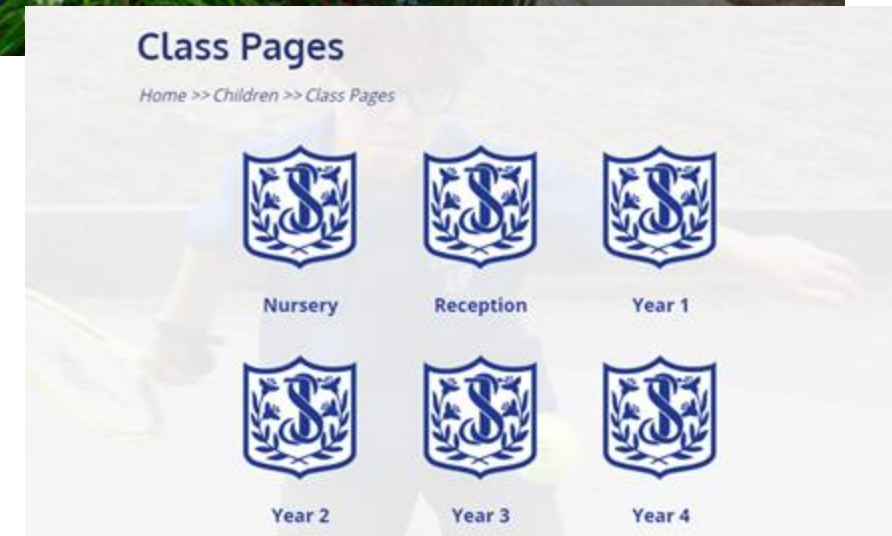 Class Pages
Home >> Children >> Class Pages
Nursery Reception Year 1
Year 2 Year 3 Year 4